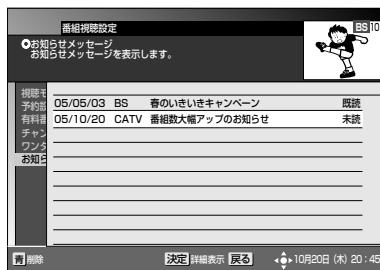 番組視聴設定
BS10
お知らせメッセージ
お知らせメッセージを表示します。
視聴モ
予約設
有料番
チャン
ワンタ
お知ら
05/05/03 BS 春のいきいきキャンペーン 既読
05/10/20 CATV 番組数大幅アップのお知らせ 未読
青 削除 決定 詳細表示 戻る 10月20日 (木) 20:45